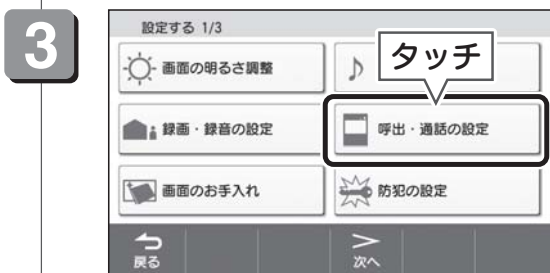 3
設定する 1/3
タッチ
画面の明るさ調整
録画・録音の設定
呼出・通話の設定
画面のお手入れ
防犯の設定
戻る
次へ